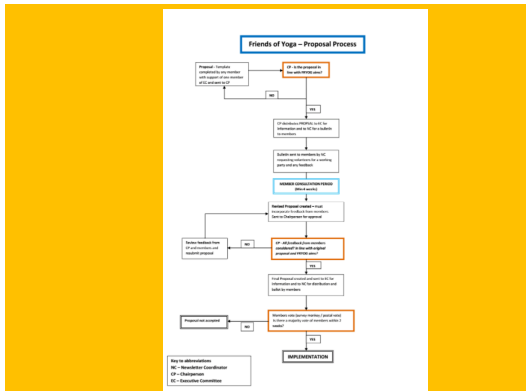 Friends of Yoga – Proposal Process
Proposal - Template
completed by any member
with support of any member
of EC and sent to CP
CP - Is the proposal in
line with FRYOG aims?
NO
YES
CP distributes PROPOSAL to EC for
information and to NC for a bulletin
to members
Bulletin sent to members by NC
requesting volunteers for a working
party and any feedback
MEMBER CONSULTATION PERIOD
(Min 4 weeks)
Revised Proposal created – must
incorporate feedback from members.
Sent to Chairperson for approval
Review feedback from
CP and members and
resubmit proposal
NO
CP - All feedback from members
considered? In line with original
proposal and FRYOG aims?
YES
Final Proposal created and sent to EC for
information and to NC for distribution and
ballot by members
Proposal not accepted
NO
Members vote (survey monkey / postal vote)
Is there a majority vote of members within 2
weeks?
YES
IMPLEMENTATION
Key to abbreviations
NC – Newsletter Coordinator
CP – Chairperson
EC – Executive Committee